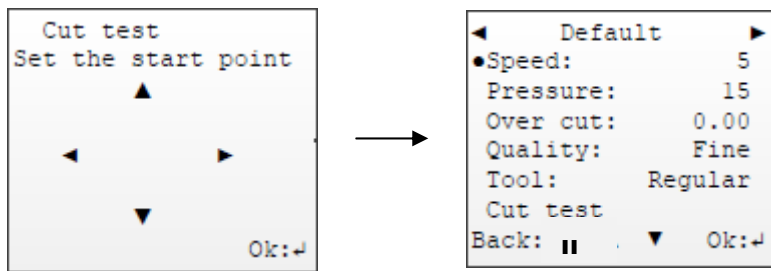 Cut test
Set the start point
▲
◄ ►
▼
Ok:↵
◄ Default ►
●Speed: 5
Pressure: 15
Over cut: 0.00
Quality: Fine
Tool: Regular
Cut test
Back: ▼ Ok:↵